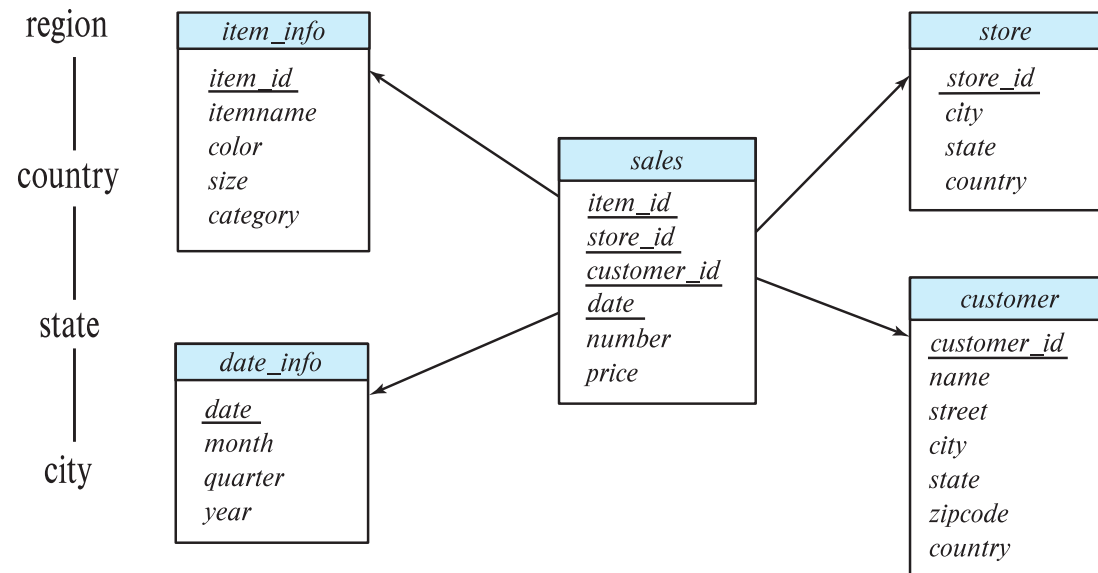 region
country
state
city
item_info
item_id
itemname
color
size
category
date_info
date
month
quarter
year
sales
item_id
store_id
customer_id
date
number
price
store
store_id
city
state
country
customer
customer_id
name
street
city
state
zipcode
country